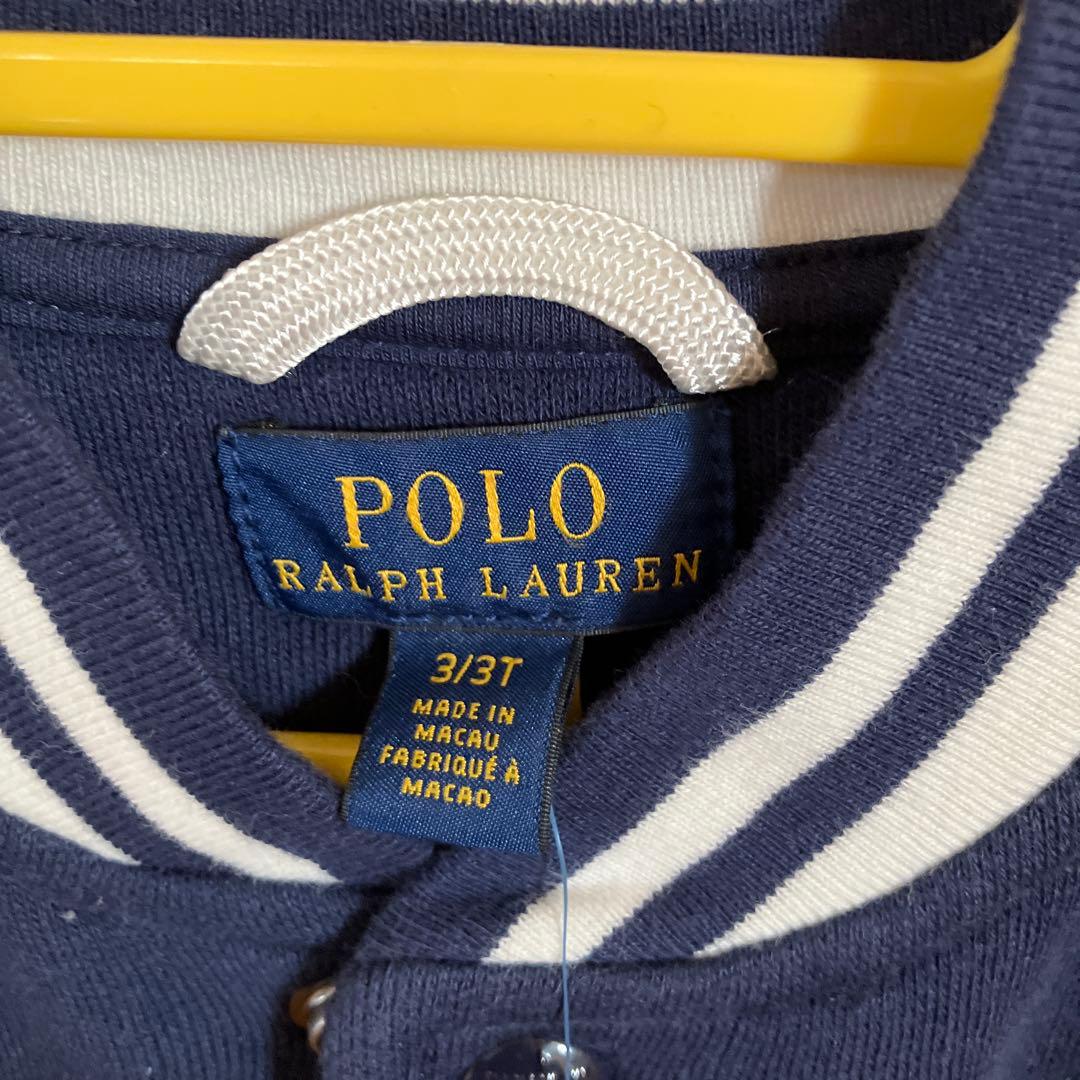 POLO
RALPH LAUREN
3/3T
MADE IN
MACAU
FABRIQUÉ À
MACAO